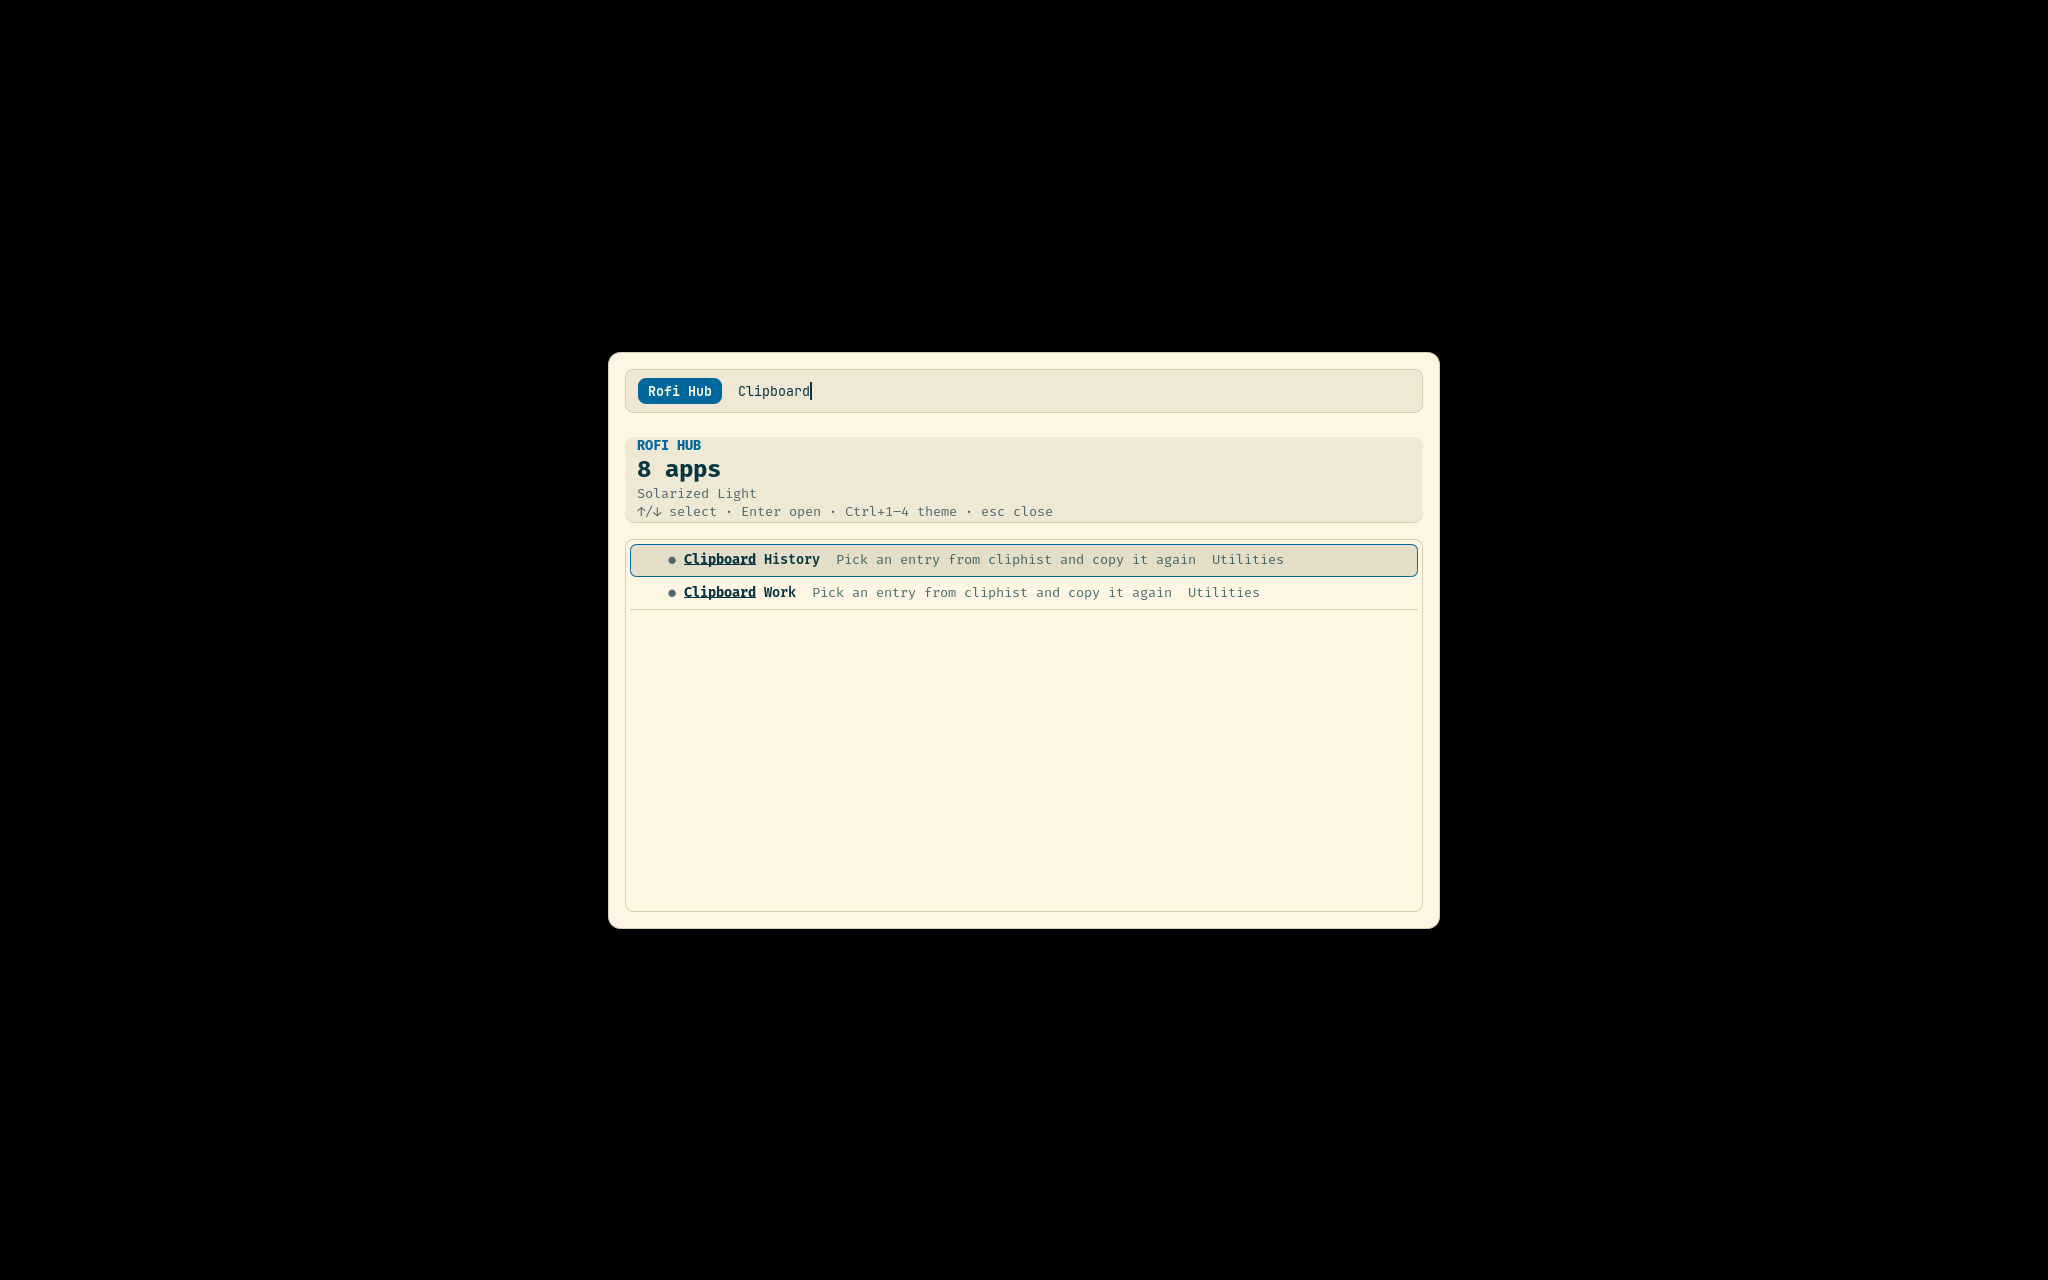 Rofi Hub Clipboard
ROFI HUB
8 apps
Solarized Light
↑/↓ select · Enter open · Ctrl+1–4 theme · esc close
● Clipboard History Pick an entry from cliphist and copy it again Utilities
● Clipboard Work Pick an entry from cliphist and copy it again Utilities